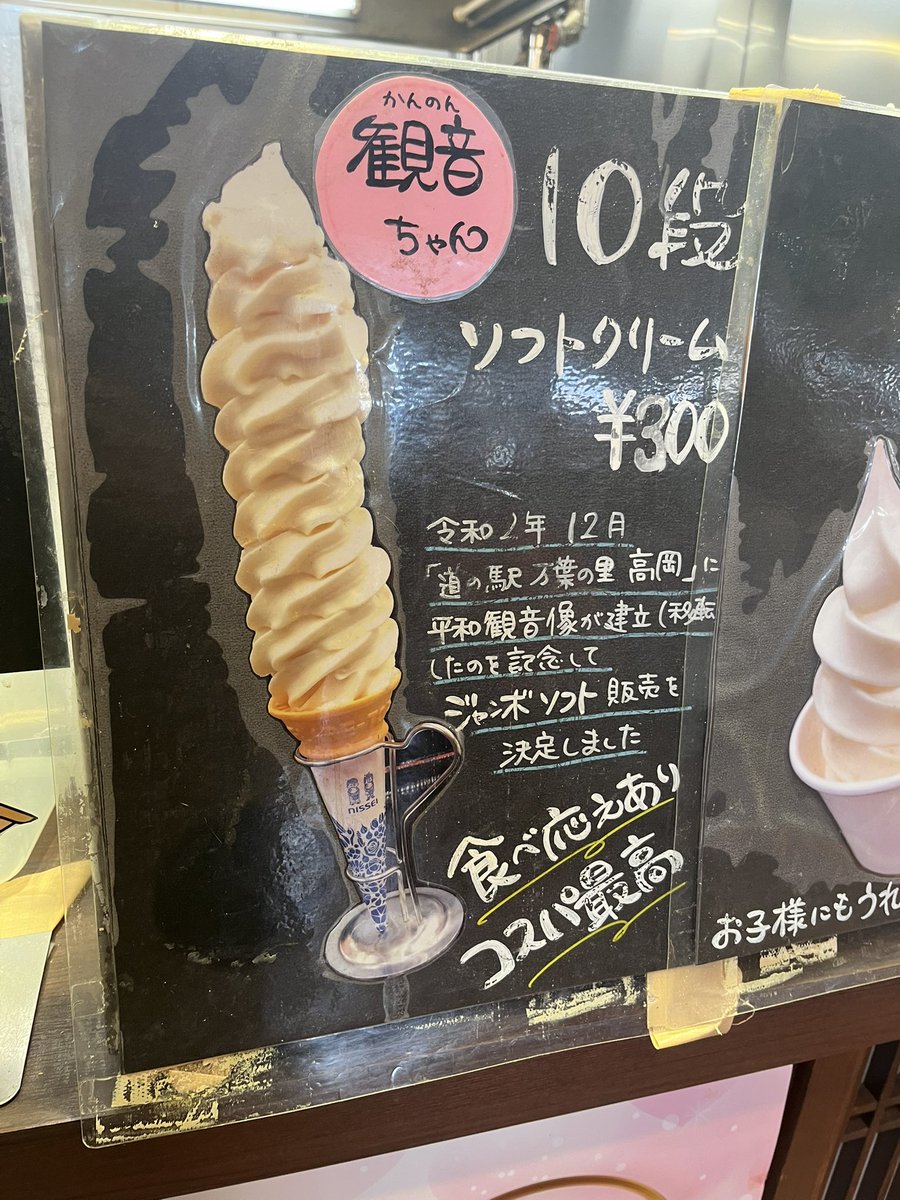 かんのん
観音
ちゃん
10段
ソフトクリーム
¥300
令和2年12月
「道の駅 万葉の里 高岡」に
平和観音像が建立(移転
したのを記念して
ジャンボソフト販売を
決定しました
食べ応えあり
コスパ最高
NISSEI
お子様にもうれ